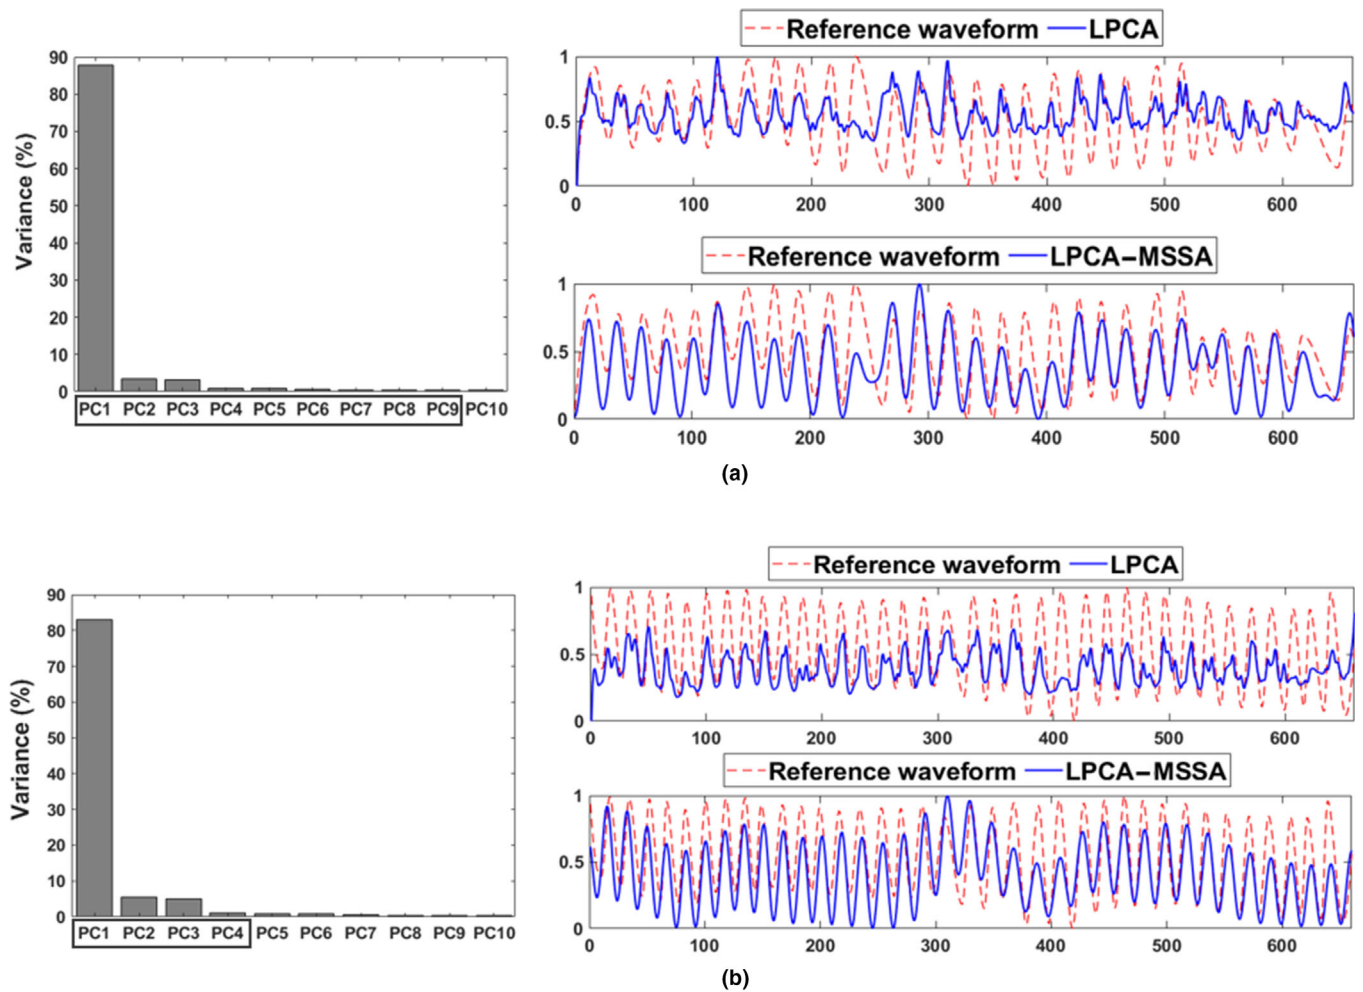 Reference waveform LPCA
90
80
70
60
50
40
30
20
10
0
Variance (%)
PC1 PC2 PC3 PC4 PC5 PC6 PC7 PC8 PC9 PC10
1
0.5
0
0 100 200 300 400 500 600
Reference waveform LPCA−MSSA
1
0.5
0
0 100 200 300 400 500 600
(a)
Reference waveform LPCA
90
80
70
60
50
40
30
20
10
0
Variance (%)
PC1 PC2 PC3 PC4 PC5 PC6 PC7 PC8 PC9 PC10
1
0.5
0
0 100 200 300 400 500 600
Reference waveform LPCA−MSSA
1
0.5
0
0 100 200 300 400 500 600
(b)